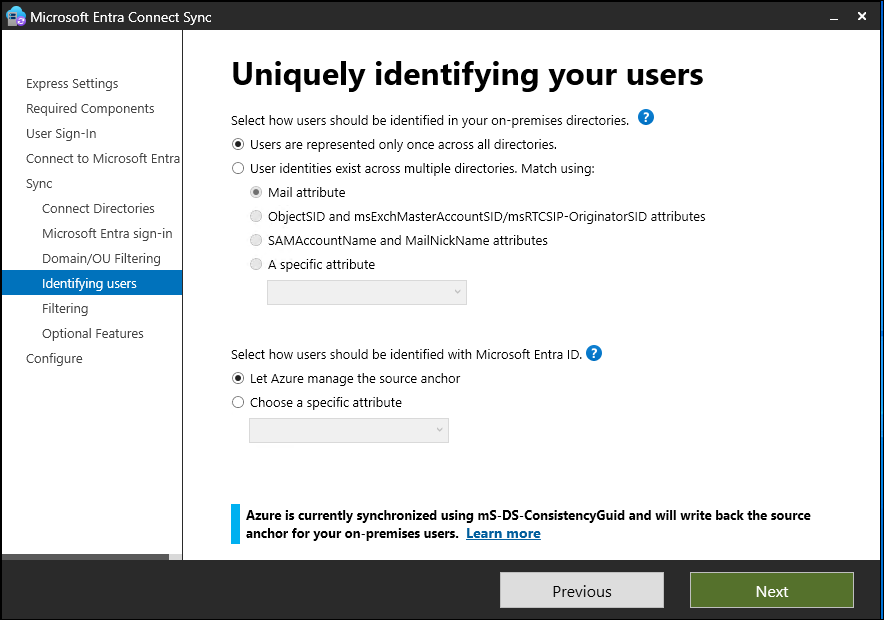 Microsoft Entra Connect Sync
Express Settings
Required Components
User Sign-In
Connect to Microsoft Entra
Sync
Connect Directories
Microsoft Entra sign-in
Domain/OU Filtering
Identifying users
Filtering
Optional Features
Configure
Uniquely identifying your users
Select how users should be identified in your on-premises directories. ?
Users are represented only once across all directories.
User identities exist across multiple directories. Match using:
Mail attribute
ObjectSID and msExchMasterAccountSID/msRTCSIP-OriginatorSID attributes
SAMAccountName and MailNickName attributes
A specific attribute
Select how users should be identified with Microsoft Entra ID. ?
Let Azure manage the source anchor
Choose a specific attribute
Azure is currently synchronized using mS-DS-ConsistencyGuid and will write back the source
anchor for your on-premises users. Learn more
Previous
Next